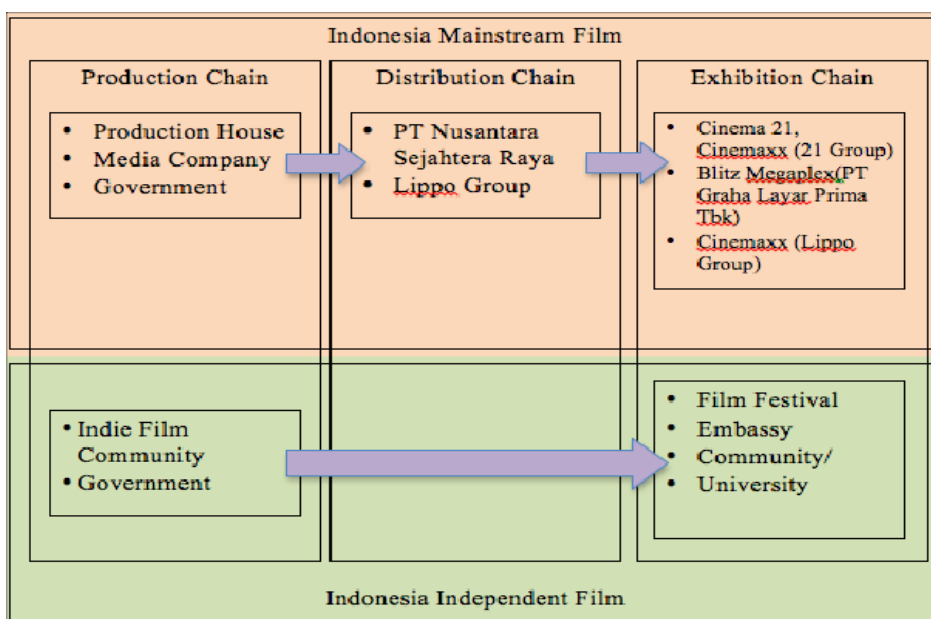 Indonesia Mainstream Film
Production Chain
• Production House
• Media Company
• Government
Distribution Chain
• PT Nusantara
Sejahtera Raya
• Lippo Group
Exhibition Chain
• Cinema 21,
Cinemaxx (21 Group)
• Blitz Megaplex(PT
Graha Layar Prima
Tbk)
• Cinemaxx (Lippo
Group)
• Indie Film
Community
• Government
• Film Festival
• Embassy
• Community/
• University
Indonesia Independent Film